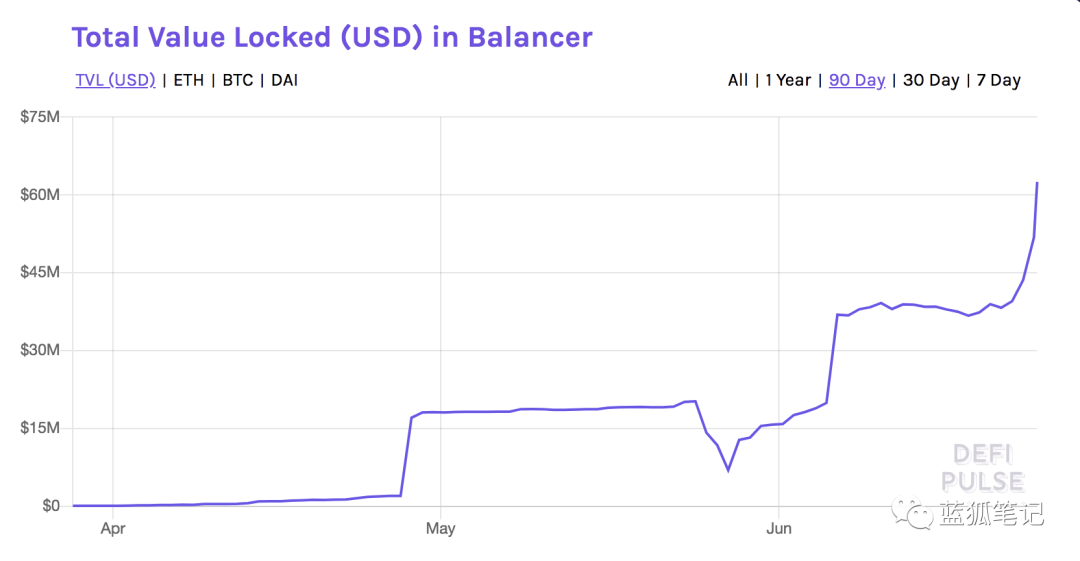 Total Value Locked (USD) in Balancer
TVL (USD) | ETH | BTC | DAI
All | 1 Year | 90 Day | 30 Day | 7 Day
$75M
$60M
$45M
$30M
$15M
$0
Apr
May
Jun
DEFI
PULSE
蓝狐笔记